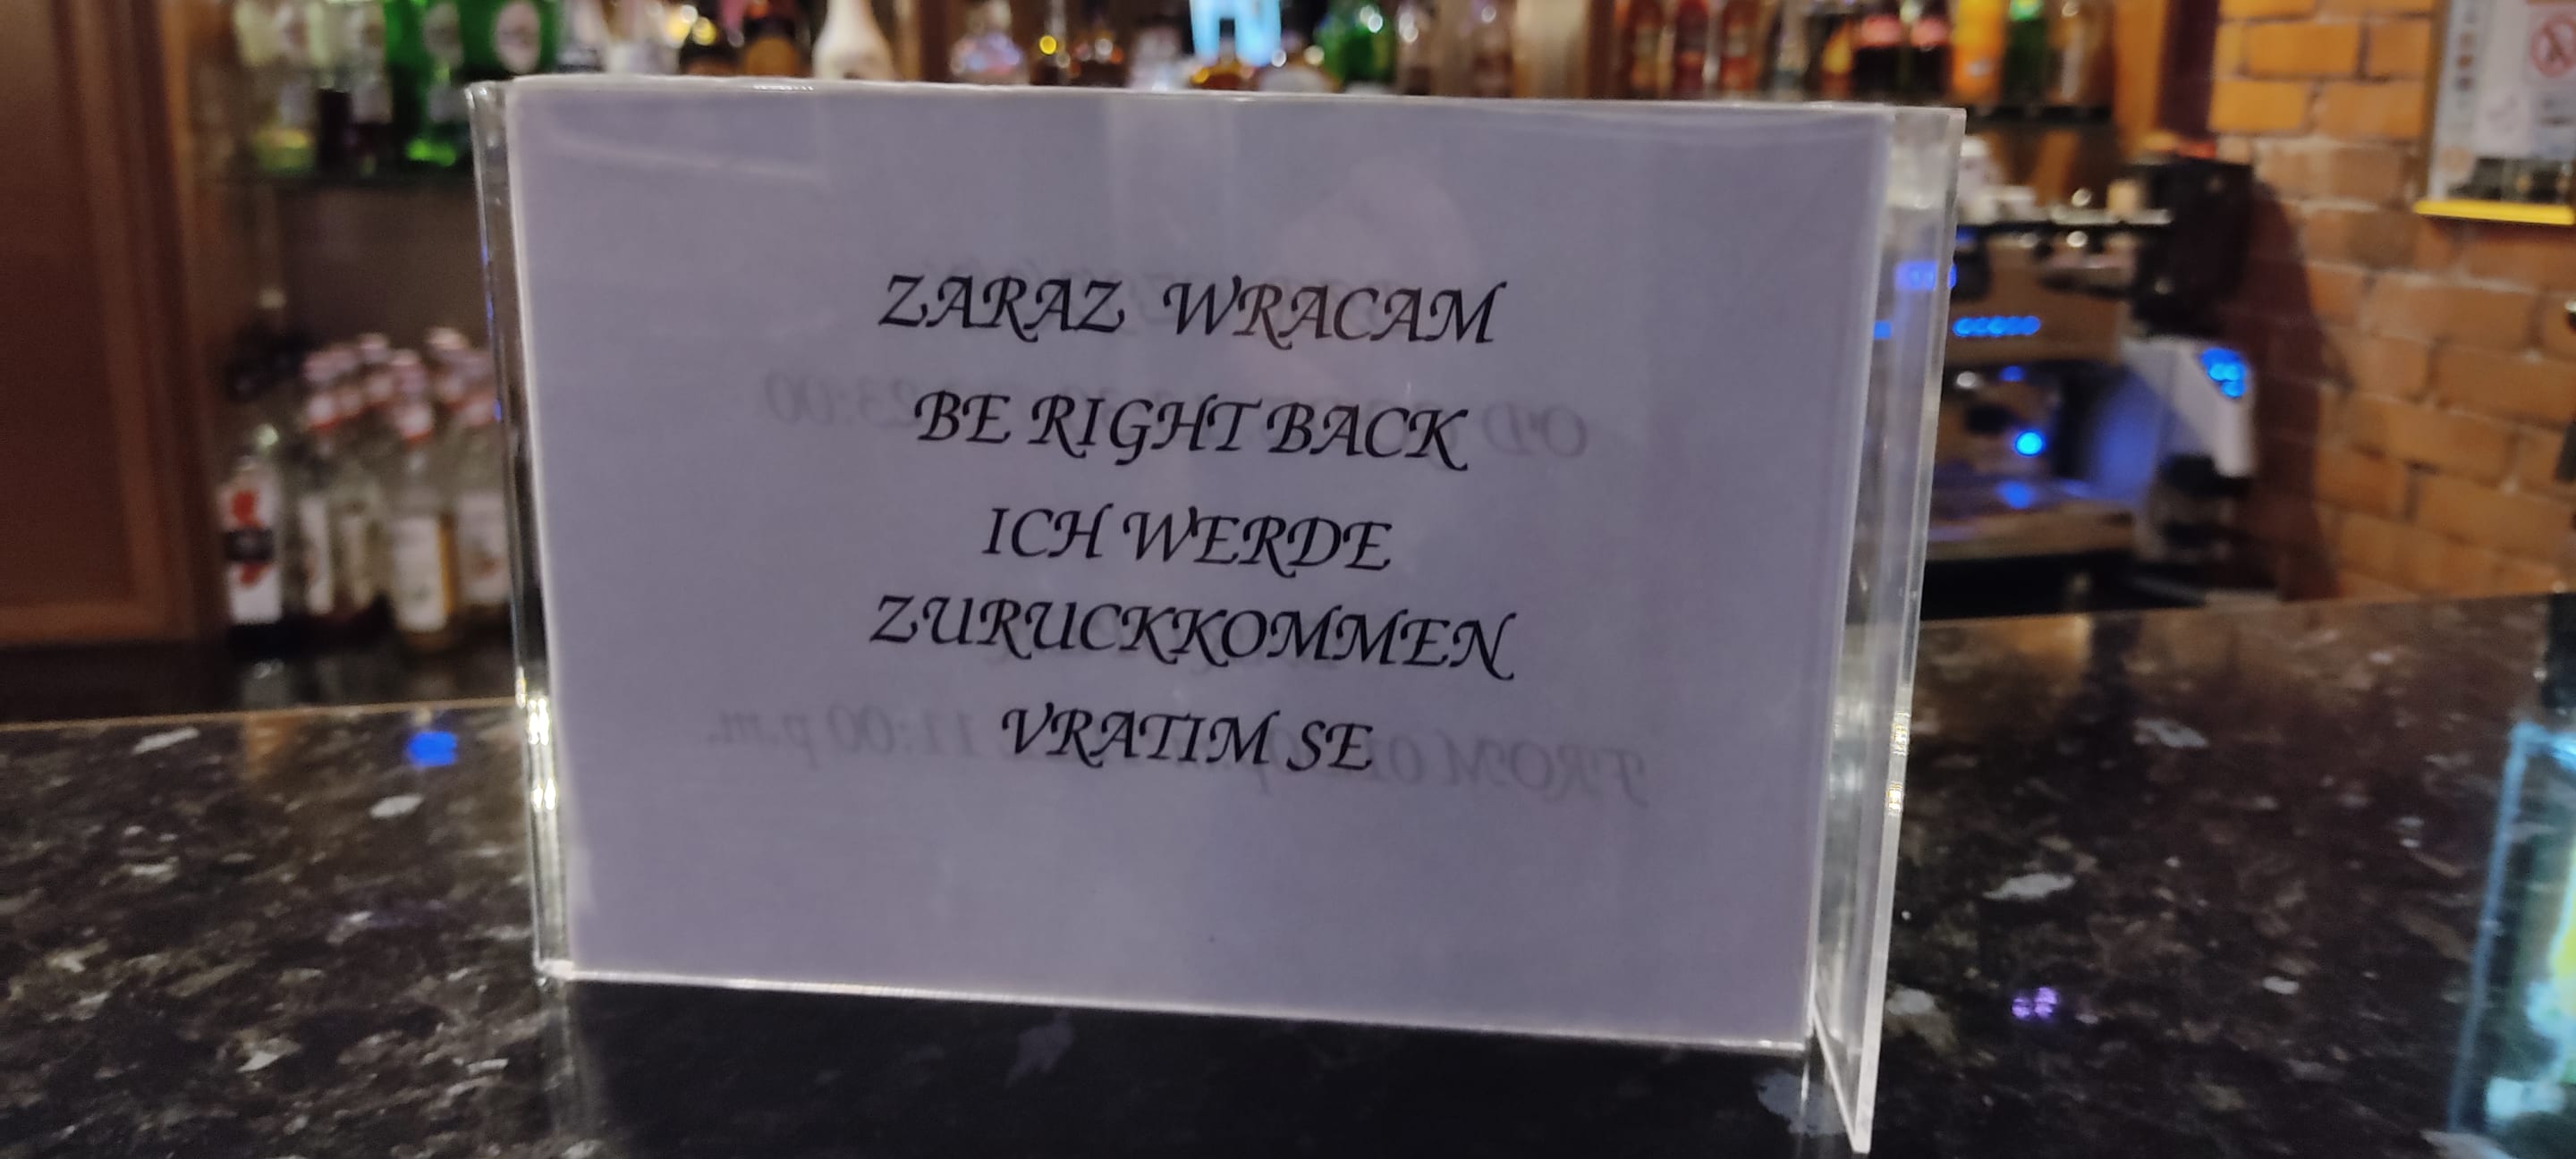 ZARAZ WRACAM
BE RIGHT BACK
ICH WERDE
ZURUCKKOMMEN
VRATIM SE